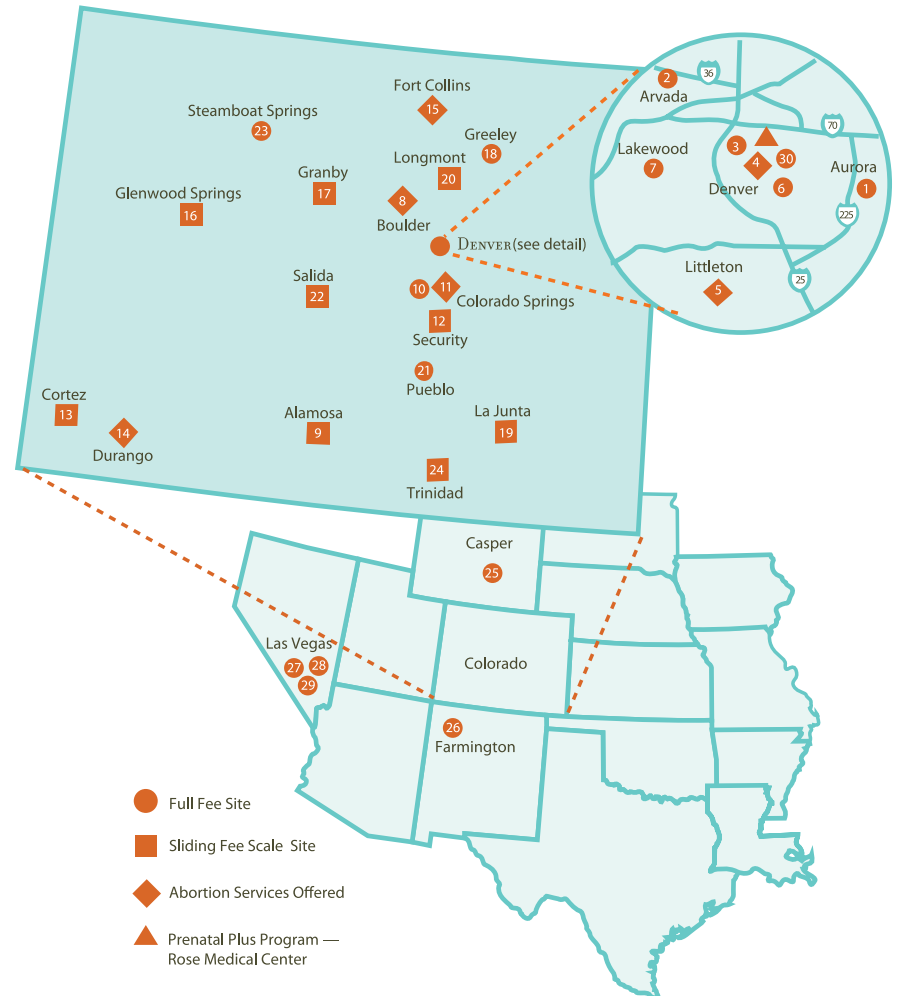 Fort Collins
15
Steamboat Springs
23
Greeley
18
Longmont
20
Granby
17
Glenwood Springs
16
8
Boulder
DENVER (see detail)
Salida
22
10
11
Colorado Springs
12
Security
21
Pueblo
Cortez
13
14
Durango
Alamosa
9
La Junta
19
24
Trinidad
2
Arvada
36
70
Lakewood
7
3
4
30
6
Denver
Aurora
1
225
Littleton
5
25
Casper
25
Las Vegas
27
28
29
Colorado
26
Farmington
Full Fee Site
Sliding Fee Scale Site
Abortion Services Offered
Prenatal Plus Program —
Rose Medical Center